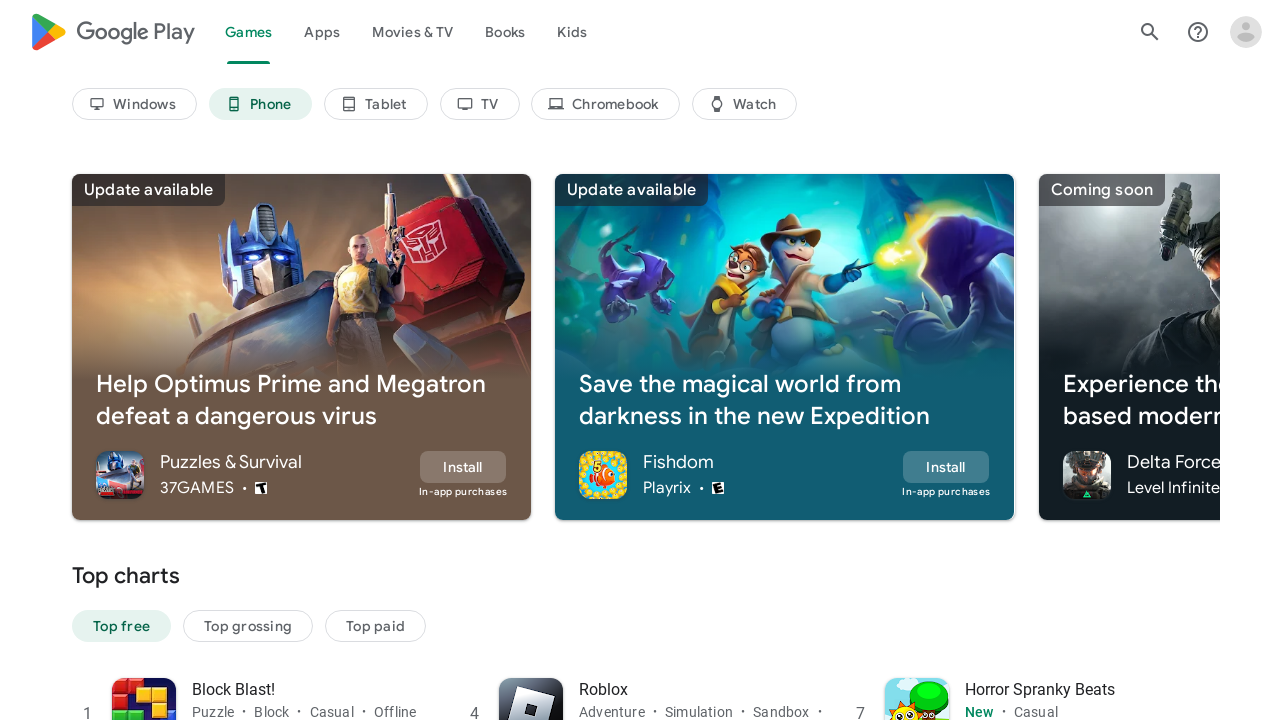 Google Play
Games
Apps
Movies & TV
Books
Kids
Windows
Phone
Tablet
TV
Chromebook
Watch
Update available
Help Optimus Prime and Megatron
defeat a dangerous virus
Puzzles & Survival
37GAMES • T
Install
In-app purchases
Update available
Save the magical world from
darkness in the new Expedition
5
Fishdom
Playrix • E
Install
In-app purchases
Coming soon
Experience the
based modern
Delta Force
Level Infinite
Top charts
Top free
Top grossing
Top paid
1
Block Blast!
Puzzle • Block • Casual • Offline
4
Roblox
Adventure • Simulation • Sandbox •
7
Horror Spranky Beats
New • Casual